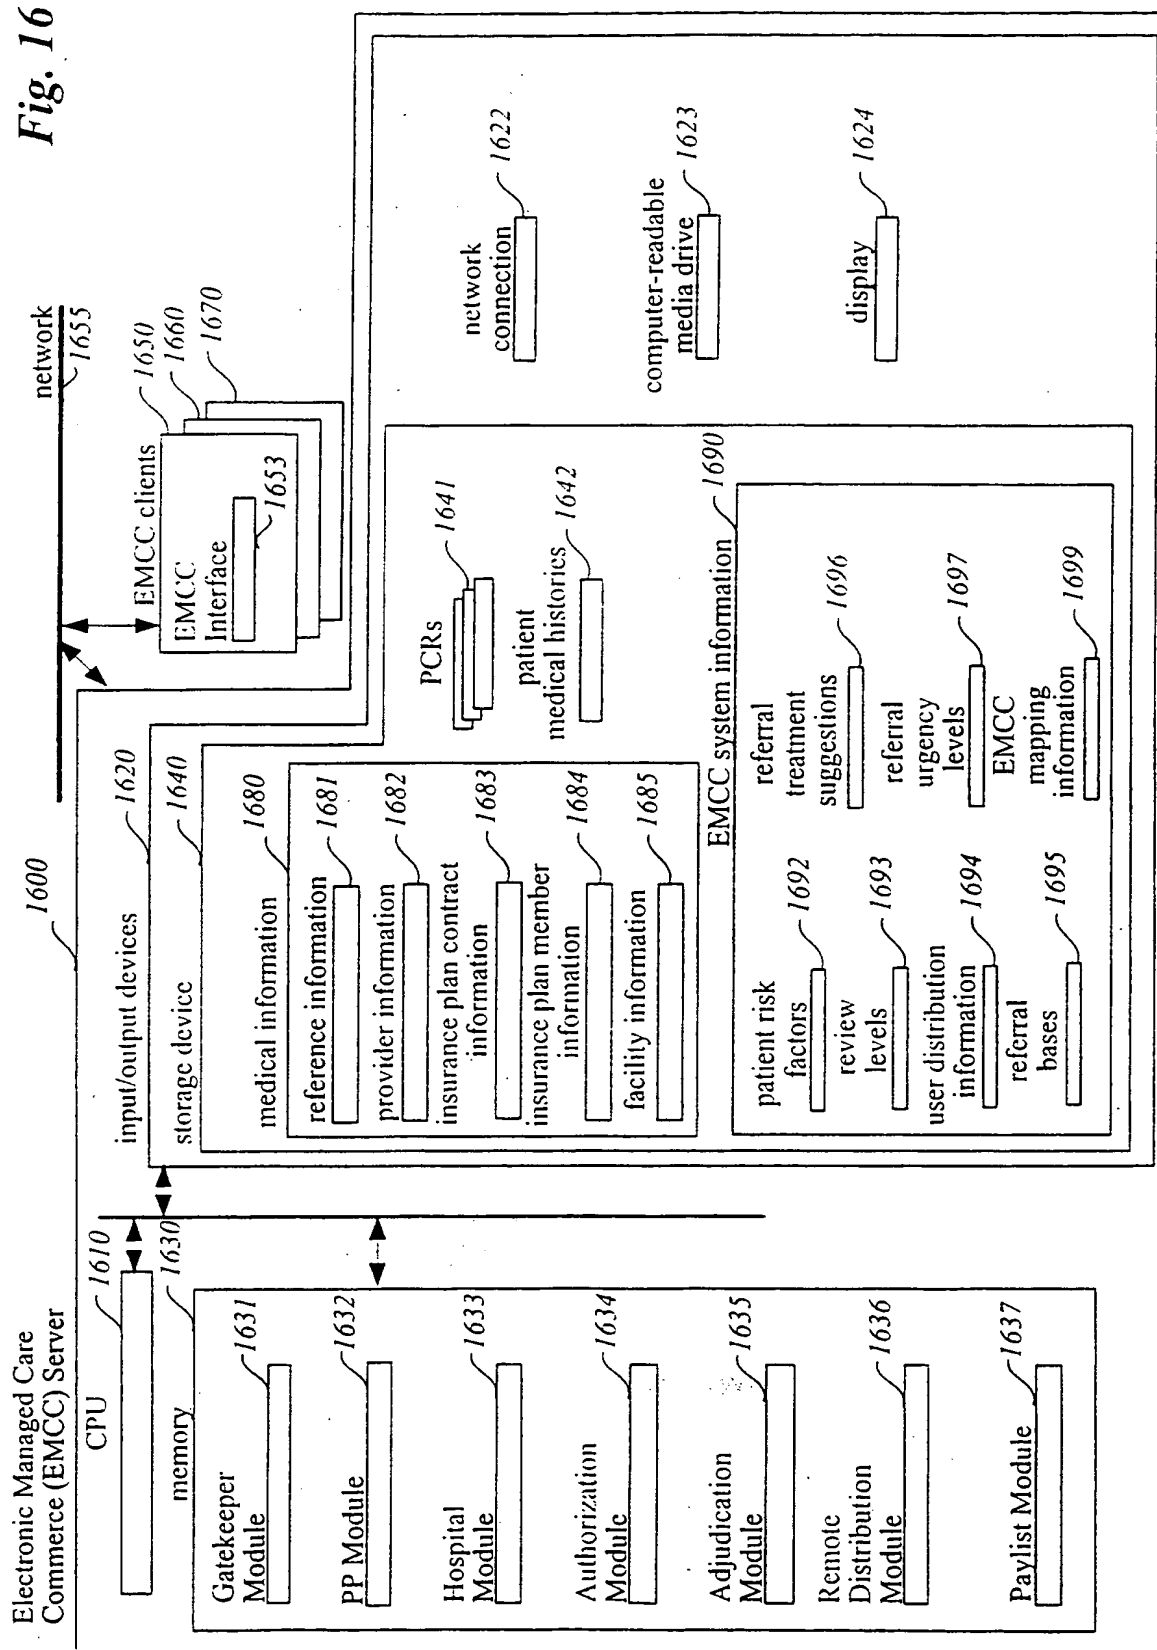 Fig. 16
Electronic Managed Care
Commerce (EMCC) Server
1600
network
1655
CPU
1610
input/output devices
1620
EMCC clients
1650
1660
1670
EMCC
Interface
1653
memory
1630
Gatekeeper
Module
1631
PP Module
1632
Hospital
Module
1633
Authorization
Module
1634
Adjudication
Module
1635
Remote
Distribution
Module
1636
Paylist Module
1637
storage device
1640
medical information
1680
reference information
1681
provider information
1682
insurance plan contract
information
1683
insurance plan member
information
1684
facility information
1685
PCRs
1641
patient
medical histories
1642
EMCC system information
1690
patient risk
factors
1692
review
levels
1693
user distribution
information
1694
referral
bases
1695
referral
treatment
suggestions
1696
referral
urgency
levels
1697
EMCC
mapping
information
1699
network
connection
1622
computer-readable
media drive
1623
display
1624